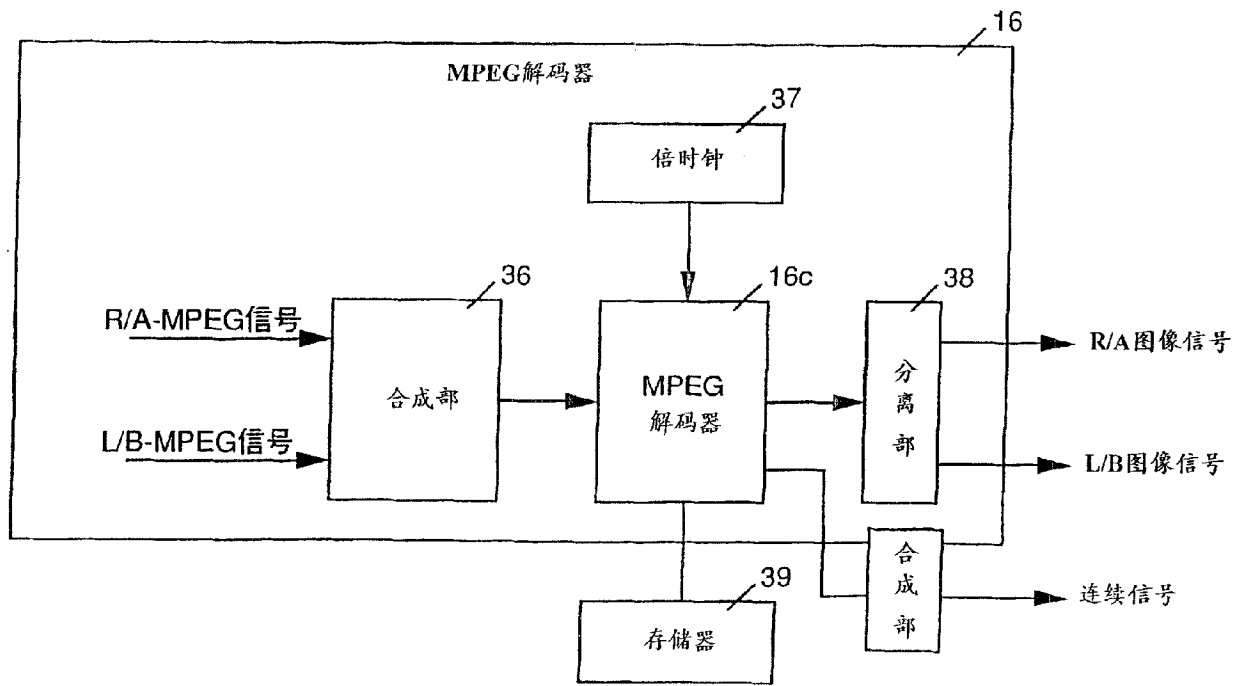 16
MPEG解码器
37
倍时钟
36
16c
38
R/A-MPEG信号
L/B-MPEG信号
合成部
MPEG
解码器
分
离
部
R/A图像信号
L/B图像信号
合
成
部
连续信号
39
存储器